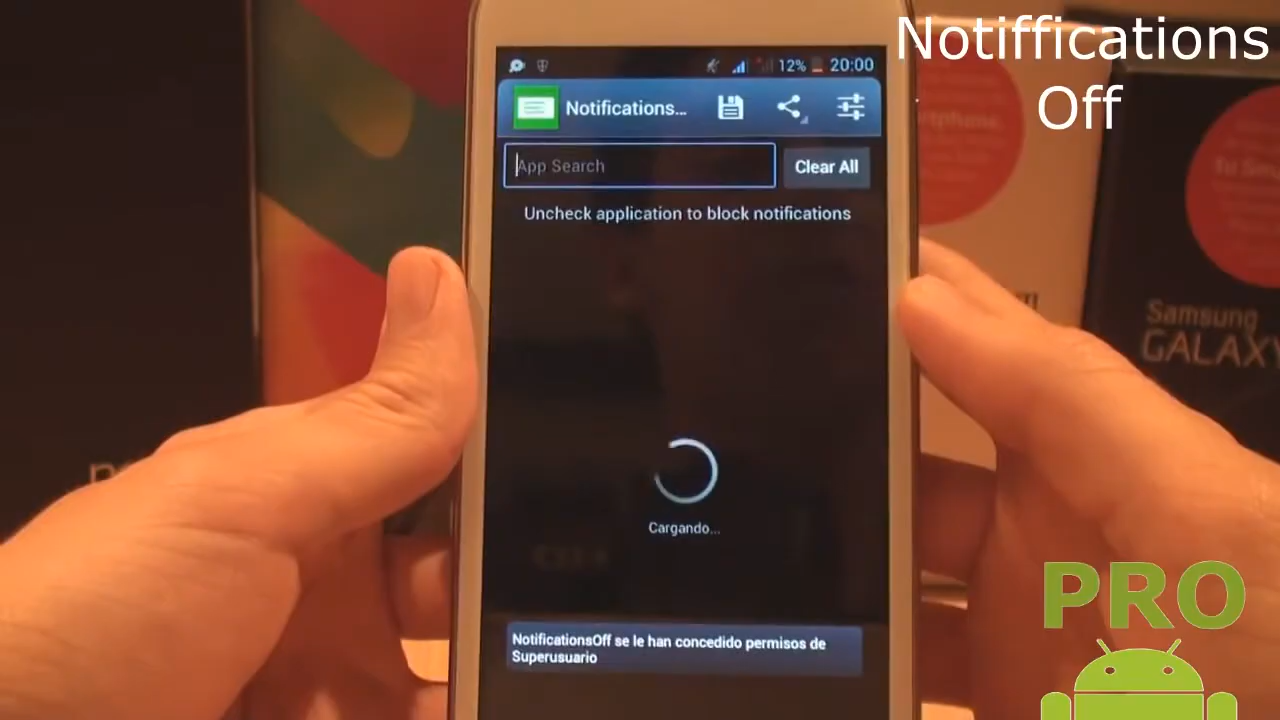 Notiffications
Off
12% 20:00
Notifications...
App Search
Clear All
Uncheck application to block notifications
Cargando...
NotificationsOff se le han concedido permisos de
Superusuario
Samsung
GALAXY
PRO